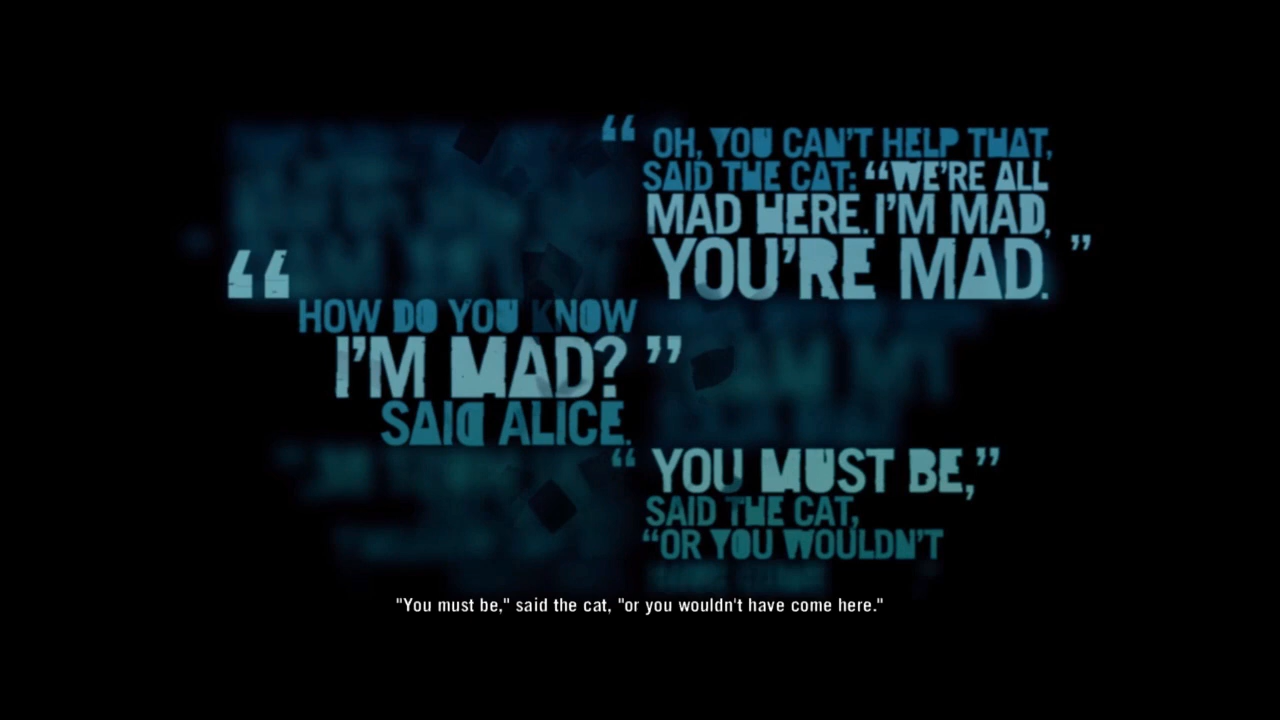 “ OH, YOU CAN’T HELP THAT,
SAID THE CAT: “WE’RE ALL
MAD HERE. I’M MAD,
YOU’RE MAD. ”
“ HOW DO YOU KNOW
I’M MAD? ”
SAID ALICE.
“ YOU MUST BE,”
SAID THE CAT,
“OR YOU WOULDN’T
"You must be," said the cat, "or you wouldn't have come here."